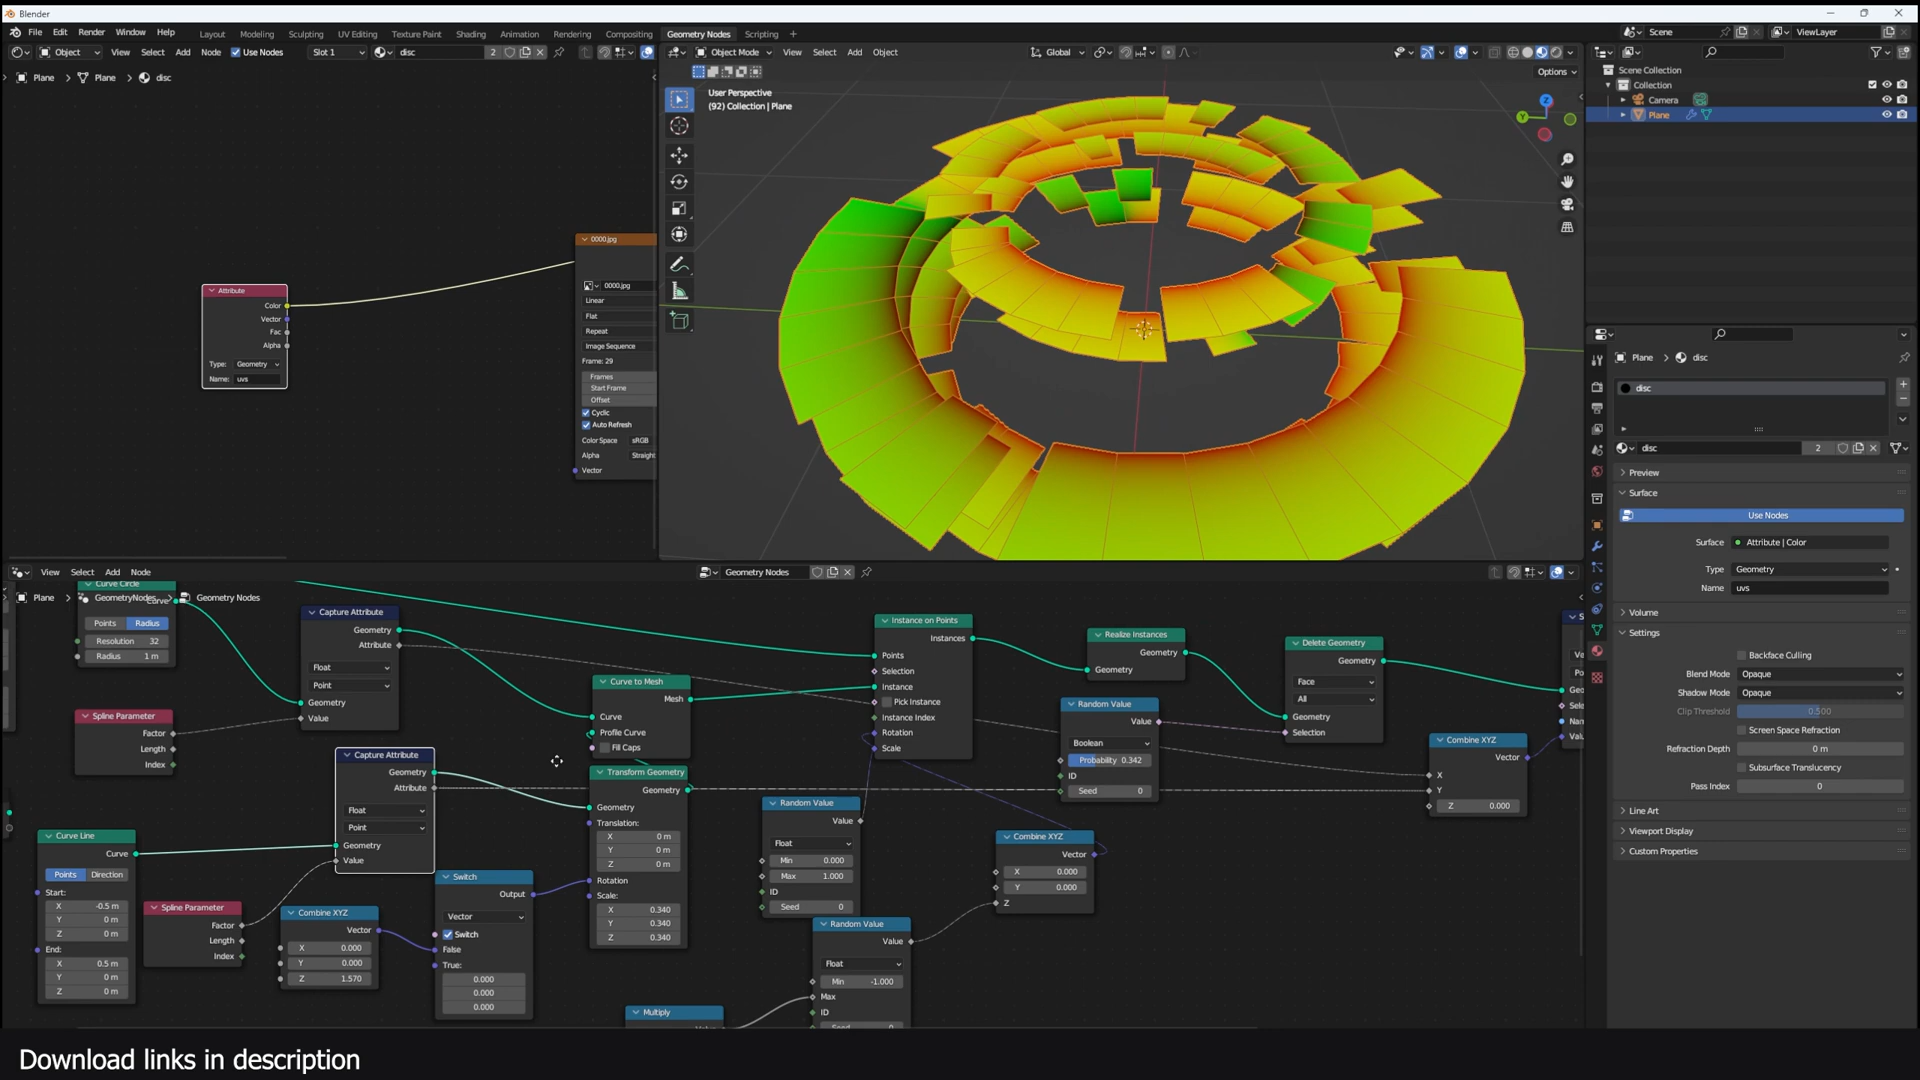 Blender
File Edit Render Window Help Layout Modeling Sculpting UV Editing Texture Paint Shading Animation Rendering Compositing Geometry Nodes Scripting +
Scene ViewLayer
Object View Select Add Node Use Nodes Slot 1 disc 2
Object Mode View Select Add Object Global
Options
Plane > Plane > disc
User Perspective
(92) Collection | Plane
Scene Collection
Collection
Camera
Plane
0000.jpg
0000.jpg
Linear
Flat
Repeat
Image Sequence
Frame: 29
Frames
Start Frame
Offset
Cyclic
Auto Refresh
Color Space sRGB
Alpha Straight
Vector
Attribute
Color
Vector
Fac
Alpha
Type: Geometry
Name: uvs
Plane > disc
disc
disc 2
Preview
Surface
Use Nodes
Surface Attribute | Color
Type Geometry
Name uvs
Volume
Settings
Backface Culling
Blend Mode Opaque
Shadow Mode Opaque
Clip Threshold 0.500
Screen Space Refraction
Refraction Depth 0 m
Subsurface Translucency
Pass Index 0
Line Art
Viewport Display
Custom Properties
View Select Add Node Geometry Nodes
Plane > GeometryNodes > Geometry Nodes
Curve Circle
Curve
Points Radius
Resolution 32
Radius 1 m
Spline Parameter
Factor
Length
Index
Capture Attribute
Geometry
Attribute
Float
Point
Geometry
Value
Capture Attribute
Geometry
Attribute
Float
Point
Geometry
Value
Curve Line
Curve
Points Direction
Start:
X -0.5 m
Y 0 m
Z 0 m
End:
X 0.5 m
Y 0 m
Z 0 m
Spline Parameter
Factor
Length
Index
Combine XYZ
Vector
X 0.000
Y 0.000
Z 1.570
Switch
Output
Vector
Switch
False
True:
0.000
0.000
0.000
Curve to Mesh
Mesh
Curve
Profile Curve
Fill Caps
Transform Geometry
Geometry
Geometry
Translation:
X 0 m
Y 0 m
Z 0 m
Rotation
Scale:
X 0.340
Y 0.340
Z 0.340
Multiply
Random Value
Value
Float
Min 0.000
Max 1.000
ID
Seed 0
Random Value
Value
Float
Min -1.000
Max
ID
Instance on Points
Instances
Points
Selection
Instance
Pick Instance
Instance Index
Rotation
Scale
Combine XYZ
Vector
X 0.000
Y 0.000
Z
Realize Instances
Geometry
Geometry
Random Value
Value
Boolean
Probability 0.342
ID
Seed 0
Delete Geometry
Geometry
Face
All
Geometry
Selection
Combine XYZ
Vector
X
Y
Z 0.000
Download links in description